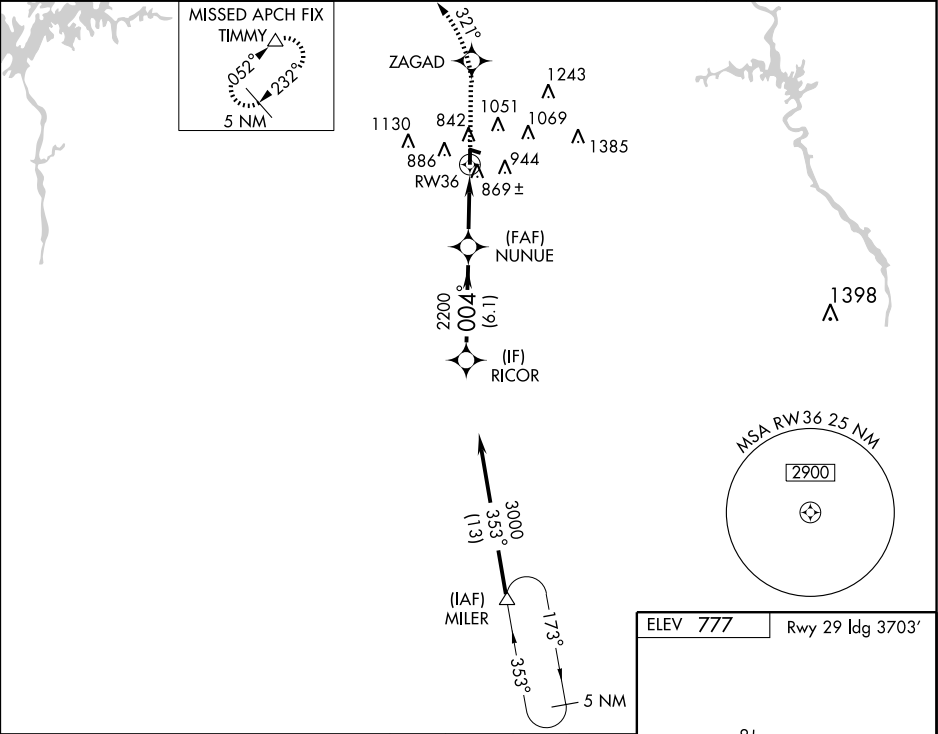 MISSED APCH FIX
TIMMY
052°
232°
5 NM
321°
ZAGAD
1243
1051
1069
842
1130
1385
886
944
RW36
869 ±
(FAF)
NUNUE
2200
004°
(6.1)
1398
(IF)
RICOR
MSA RW36 25 NM
2900
3000
353°
(13)
(IAF)
MILER
173°
353°
5 NM
ELEV 777
Rwy 29 ldg 3703'